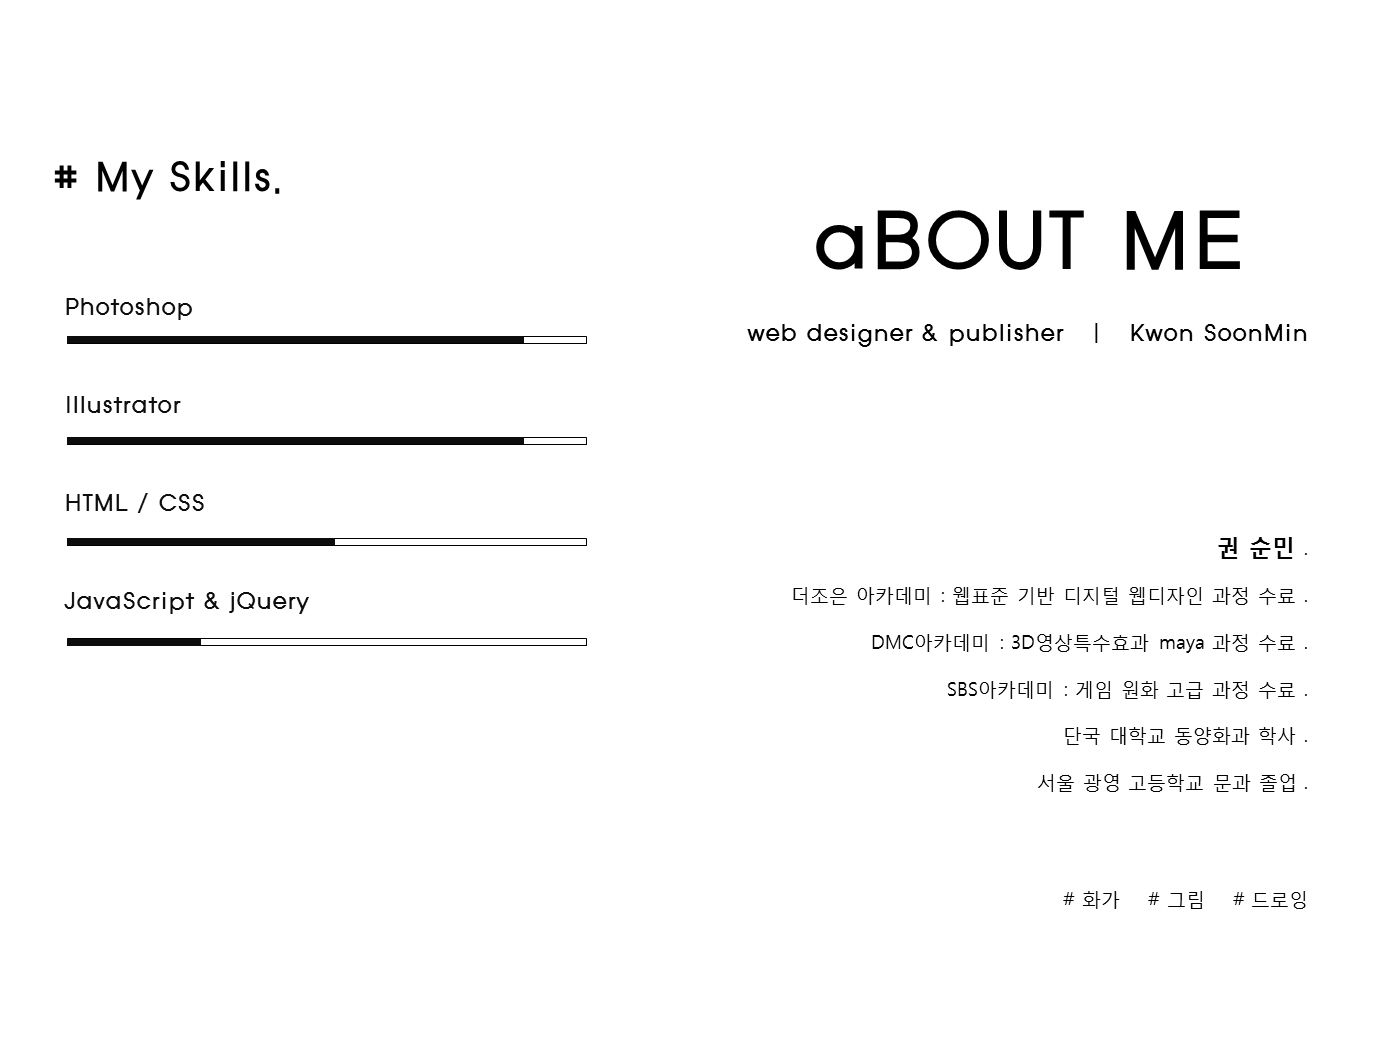 # My Skills.
Photoshop
Illustrator
HTML / CSS
JavaScript & jQuery
aBOUT ME
web designer & publisher | Kwon SoonMin
권 순민 .
더조은 아카데미 : 웹표준 기반 디지털 웹디자인 과정 수료 .
DMC아카데미 : 3D영상특수효과 maya 과정 수료 .
SBS아카데미 : 게임 원화 고급 과정 수료 .
단국 대학교 동양화과 학사 .
서울 광영 고등학교 문과 졸업 .
# 화가 # 그림 # 드로잉